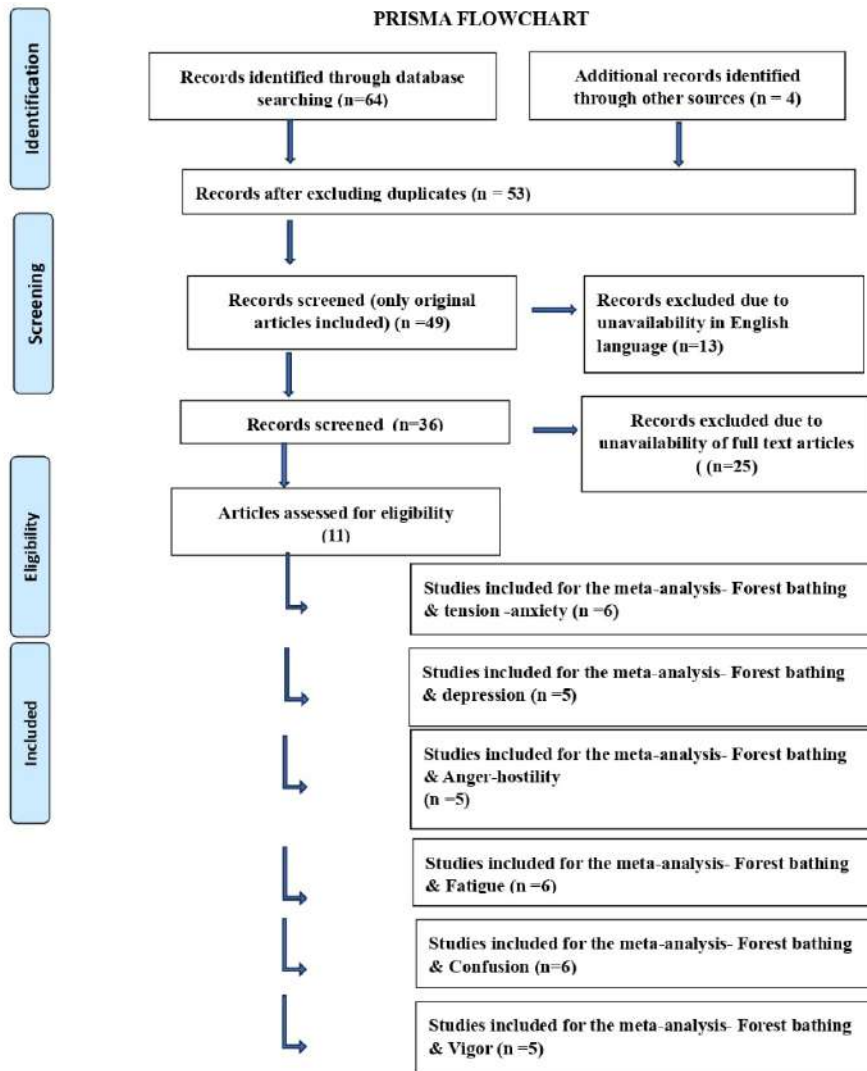 PRISMA FLOWCHART
Identification
Records identified through database
searching (n=64)
Additional records identified
through other sources (n = 4)
Records after excluding duplicates (n = 53)
Screening
Records screened (only original
articles included) (n =49)
Records excluded due to
unavailability in English
language (n=13)
Records screened (n=36)
Records excluded due to
unavailability of full text articles
( (n=25)
Eligibility
Articles assessed for eligibility
(11)
Studies included for the meta-analysis- Forest bathing
& tension -anxiety (n =6)
Included
Studies included for the meta-analysis- Forest bathing
& depression (n =5)
Studies included for the meta-analysis- Forest bathing
& Anger-hostility
(n =5)
Studies included for the meta-analysis- Forest bathing
& Fatigue (n =6)
Studies included for the meta-analysis- Forest bathing
& Confusion (n=6)
Studies included for the meta-analysis- Forest bathing
& Vigor (n =5)